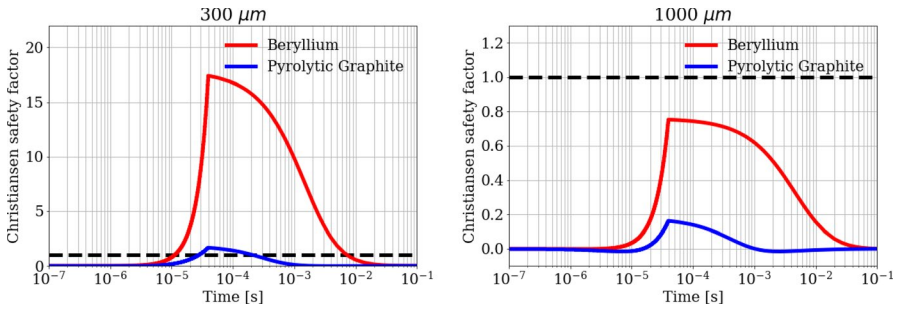 300 μm
Christiansen safety factor
20
15
10
5
0
Beryllium
Pyrolytic Graphite
10⁻⁷ 10⁻⁶ 10⁻⁵ 10⁻⁴ 10⁻³ 10⁻² 10⁻¹
Time [s]
1000 μm
Christiansen safety factor
1.2
1.0
0.8
0.6
0.4
0.2
0.0
Beryllium
Pyrolytic Graphite
10⁻⁷ 10⁻⁶ 10⁻⁵ 10⁻⁴ 10⁻³ 10⁻² 10⁻¹
Time [s]